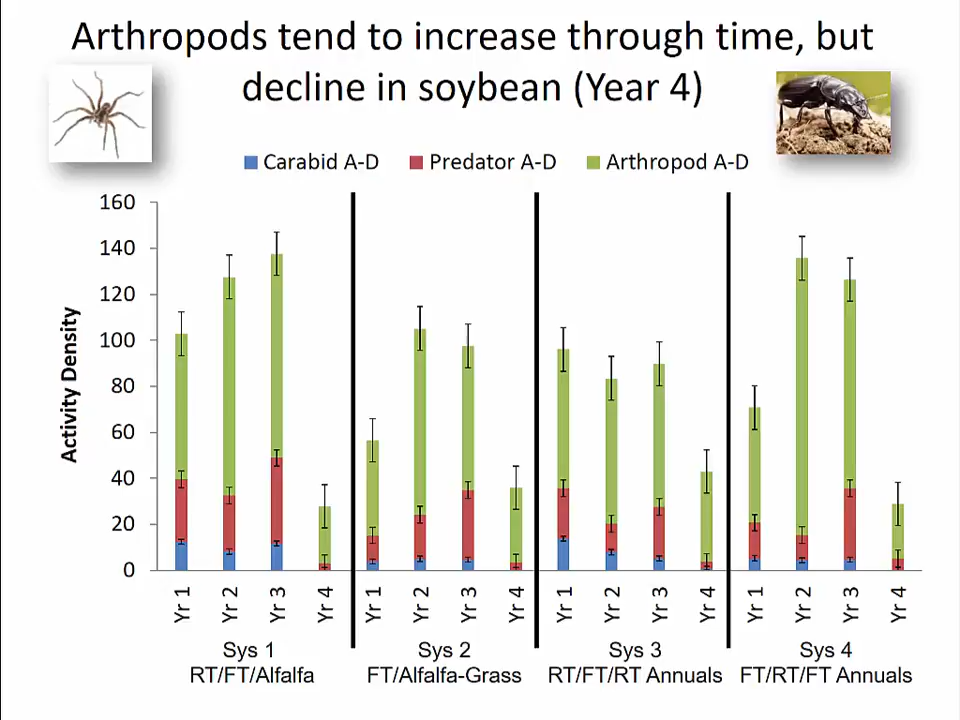 Arthropods tend to increase through time, but
decline in soybean (Year 4)
Carabid A-D Predator A-D Arthropod A-D
Activity Density
160
140
120
100
80
60
40
20
0
Yr 1 Yr 2 Yr 3 Yr 4 Yr 1 Yr 2 Yr 3 Yr 4 Yr 1 Yr 2 Yr 3 Yr 4 Yr 1 Yr 2 Yr 3 Yr 4
Sys 1 Sys 2 Sys 3 Sys 4
RT/FT/Alfalfa FT/Alfalfa-Grass RT/FT/RT Annuals FT/RT/FT Annuals